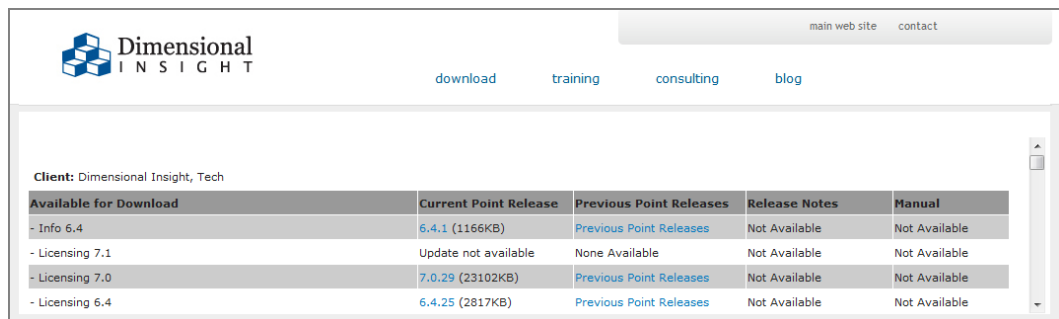 main web site contact
Dimensional
INSIGHT
download training consulting blog
Client: Dimensional Insight, Tech
Available for Download Current Point Release Previous Point Releases Release Notes Manual
- Info 6.4 6.4.1 (1166KB) Previous Point Releases Not Available Not Available
- Licensing 7.1 Update not available None Available Not Available Not Available
- Licensing 7.0 7.0.29 (23102KB) Previous Point Releases Not Available Not Available
- Licensing 6.4 6.4.25 (2817KB) Previous Point Releases Not Available Not Available